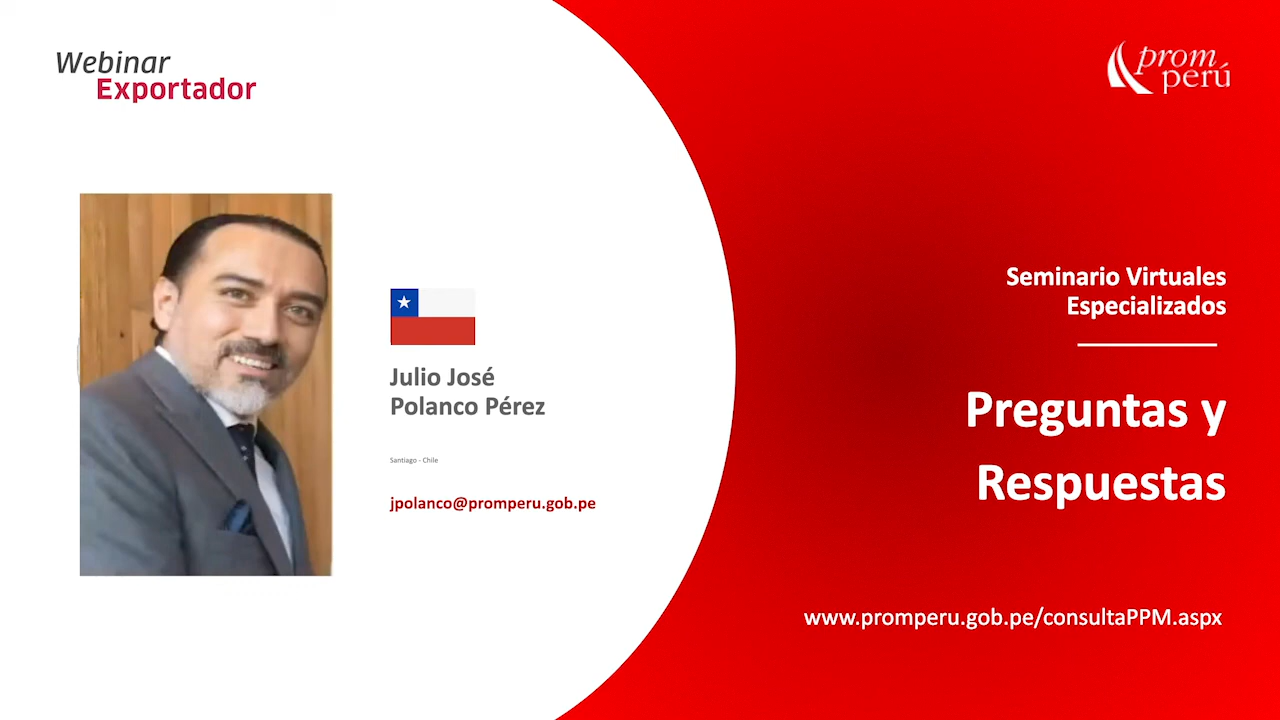 Webinar
Exportador
prom
perú
Julio José
Polanco Pérez
Santiago - Chile
jpolanco@promperu.gob.pe
Seminario Virtuales
Especializados
Preguntas y
Respuestas
www.promperu.gob.pe/consultaPPM.aspx